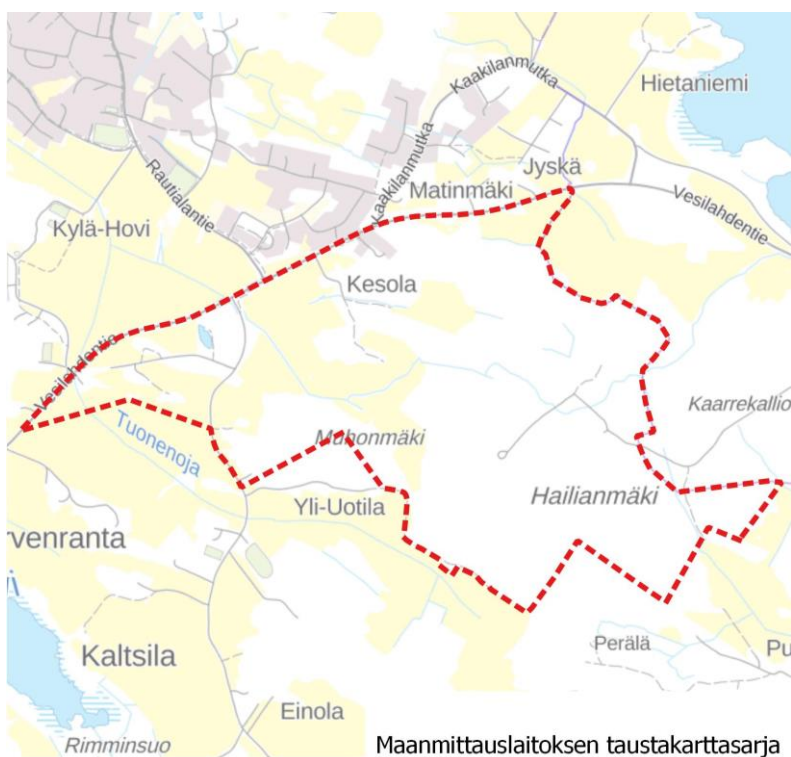 Hietaniemi
Kaakilanmutka
Jyskä
Laakilanmutka
Matinmäki
Vesilahdentie
Rautialantie
Kylä-Hovi
Kesola
Vesilahdentie
Kaarrekallio
Tuonenoja
Muhonmäki
Hailianmäki
Yli-Uotila
rvenranta
vi
Perälä
Pu
Kaltsila
Einola
Rimminsuo
Maanmittauslaitoksen taustakarttasarja